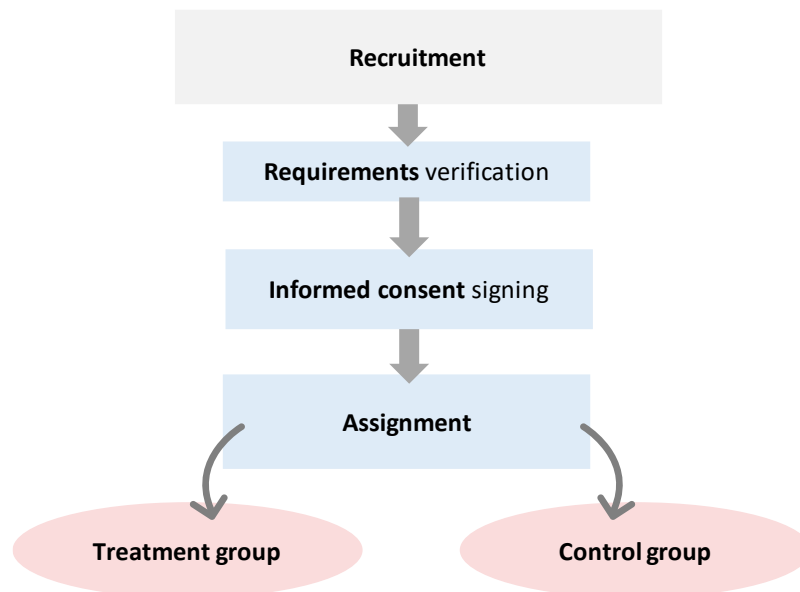 Recruitment
Requirements verification
Informed consent signing
Assignment
Treatment group
Control group